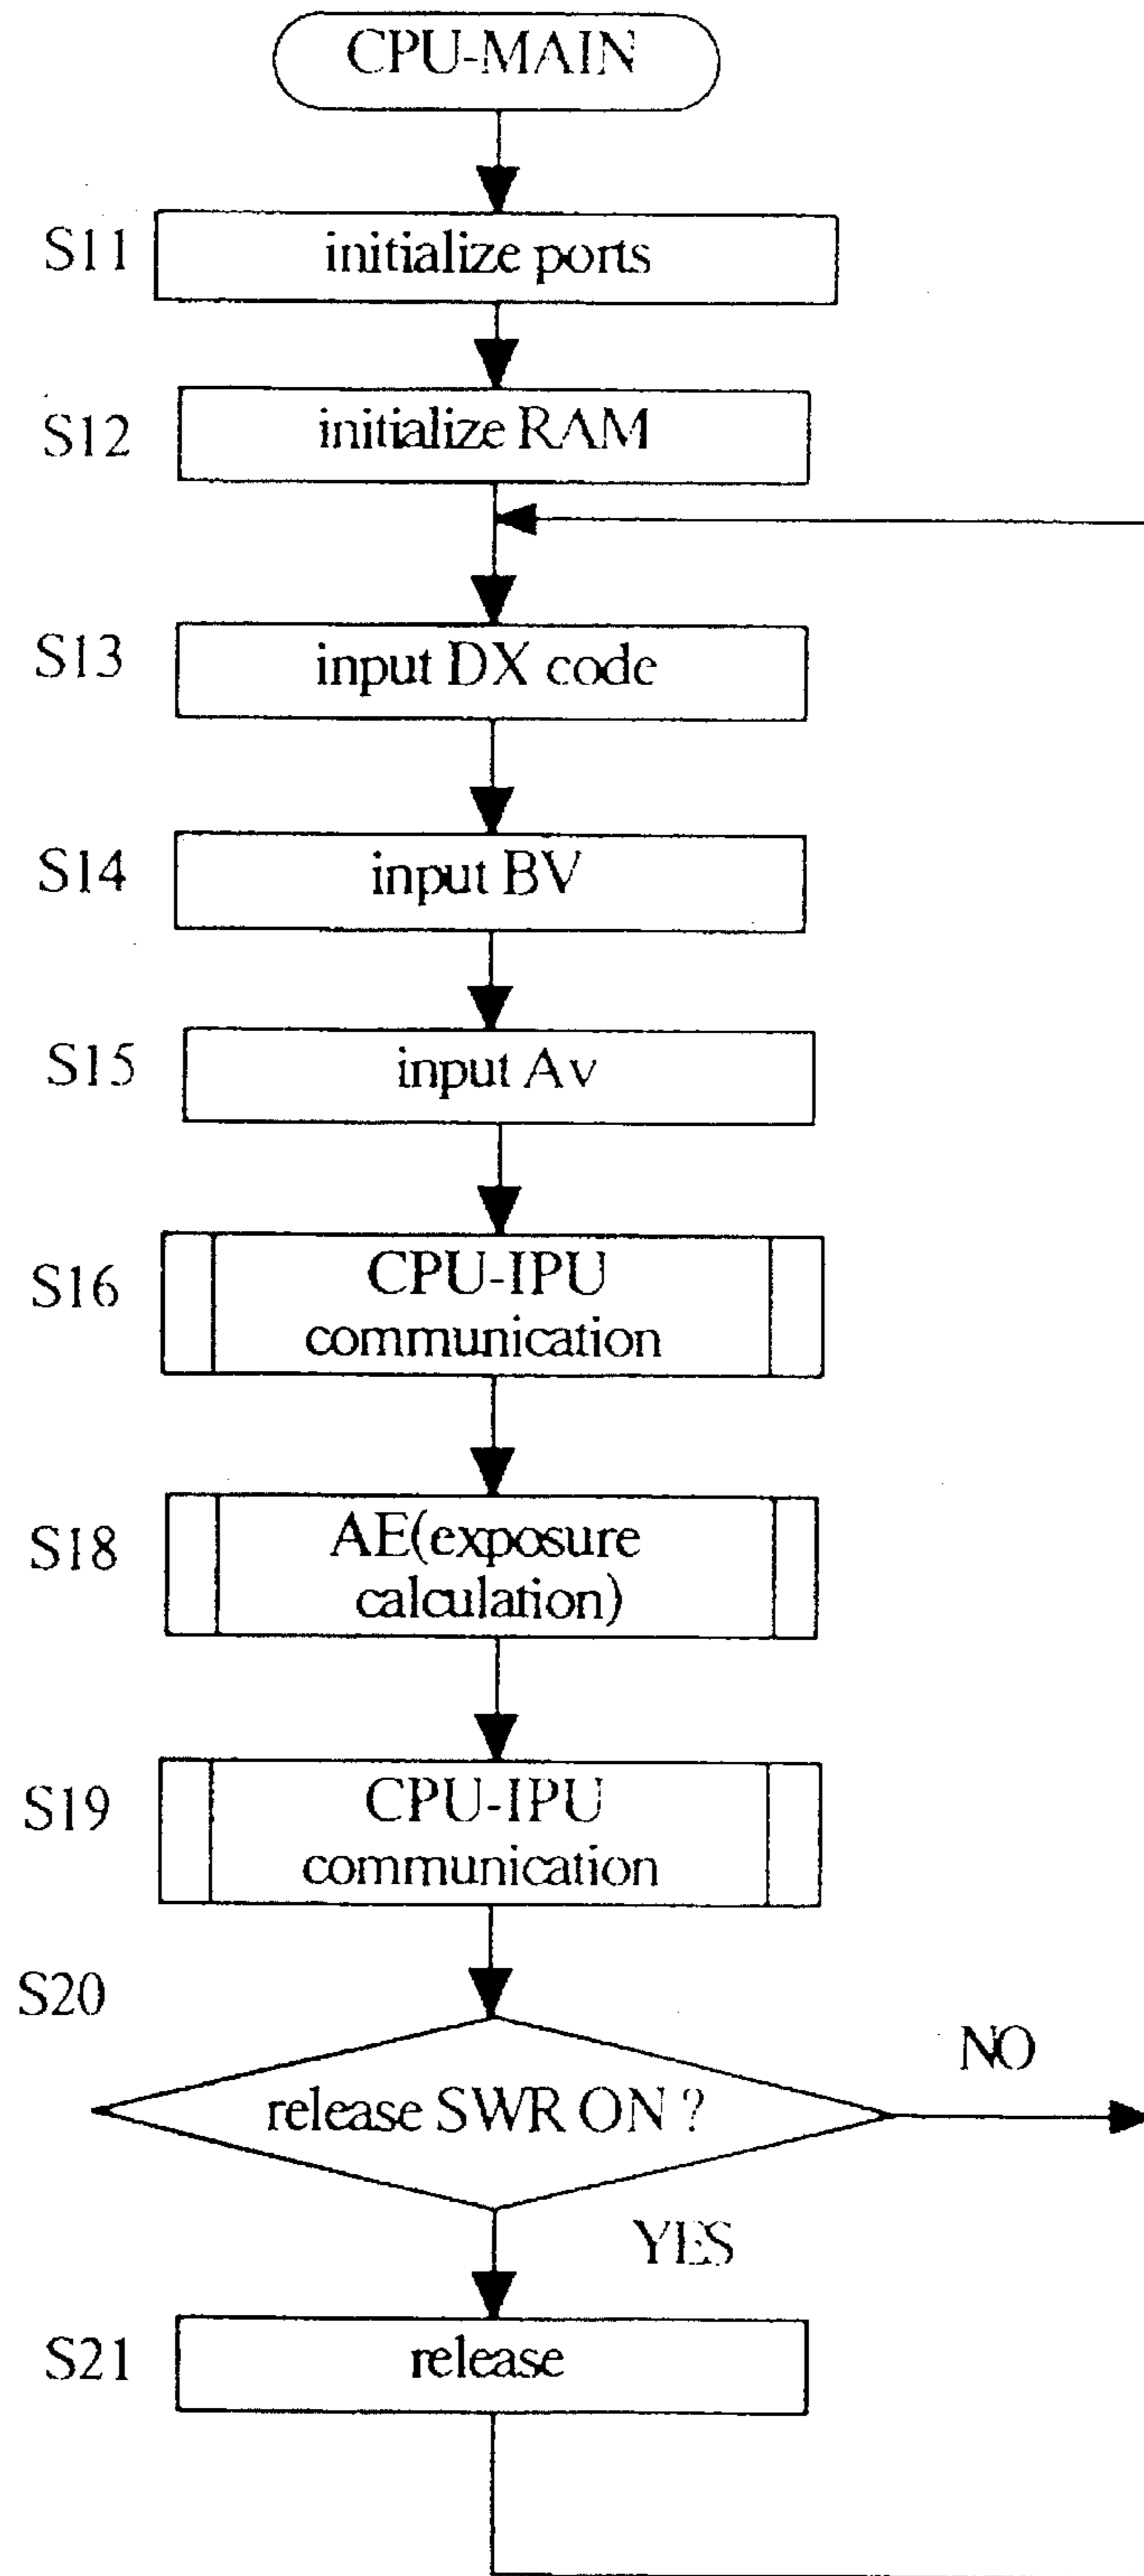 CPU-MAIN
S11
initialize ports
S12
initialize RAM
S13
input DX code
S14
input BV
S15
input Av
S16
CPU-IPU
communication
S18
AE(exposure
calculation)
S19
CPU-IPU
communication
S20
NO
release SWR ON ?
YES
S21
release